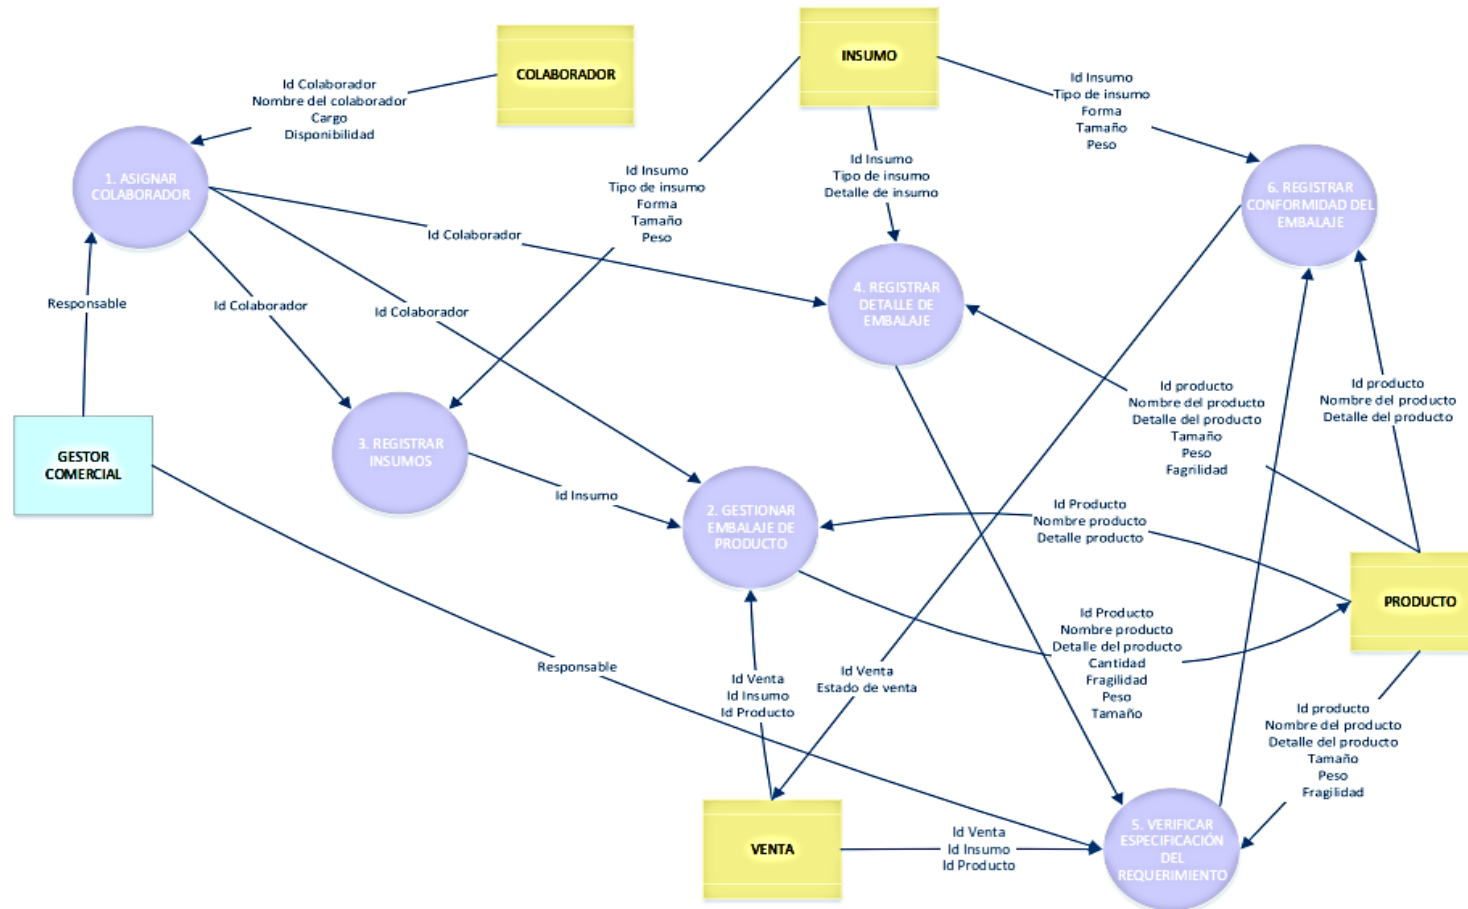 COLABORADOR
INSUMO
Id Colaborador
Nombre del colaborador
Cargo
Disponibilidad
Id Insumo
Tipo de insumo
Forma
Tamaño
Peso
1. ASIGNAR
COLABORADOR
Id Insumo
Tipo de insumo
Forma
Tamaño
Peso
Id Insumo
Tipo de insumo
Detalle de insumo
6. REGISTRAR
CONFORMIDAD DEL
EMBALAJE
Id Colaborador
Responsable
Id Colaborador
Id Colaborador
4. REGISTRAR
DETALLE DE
EMBALAJE
Id producto
Nombre del producto
Detalle del producto
Tamaño
Peso
Fagrilidad
Id producto
Nombre del producto
Detalle del producto
GESTOR
COMERCIAL
3. REGISTRAR
INSUMOS
Id Insumo
2. GESTIONAR
EMBALAJE DE
PRODUCTO
Id Producto
Nombre producto
Detalle producto
PRODUCTO
Id Producto
Nombre producto
Detalle del producto
Cantidad
Fragilidad
Peso
Tamaño
Responsable
Id Venta
Id Insumo
Id Producto
Id Venta
Estado de venta
Id producto
Nombre del producto
Detalle del producto
Tamaño
Peso
Fragilidad
VENTA
Id Venta
Id Insumo
Id Producto
5. VERIFICAR
ESPECIFICACIÓN
DEL
REQUERIMIENTO